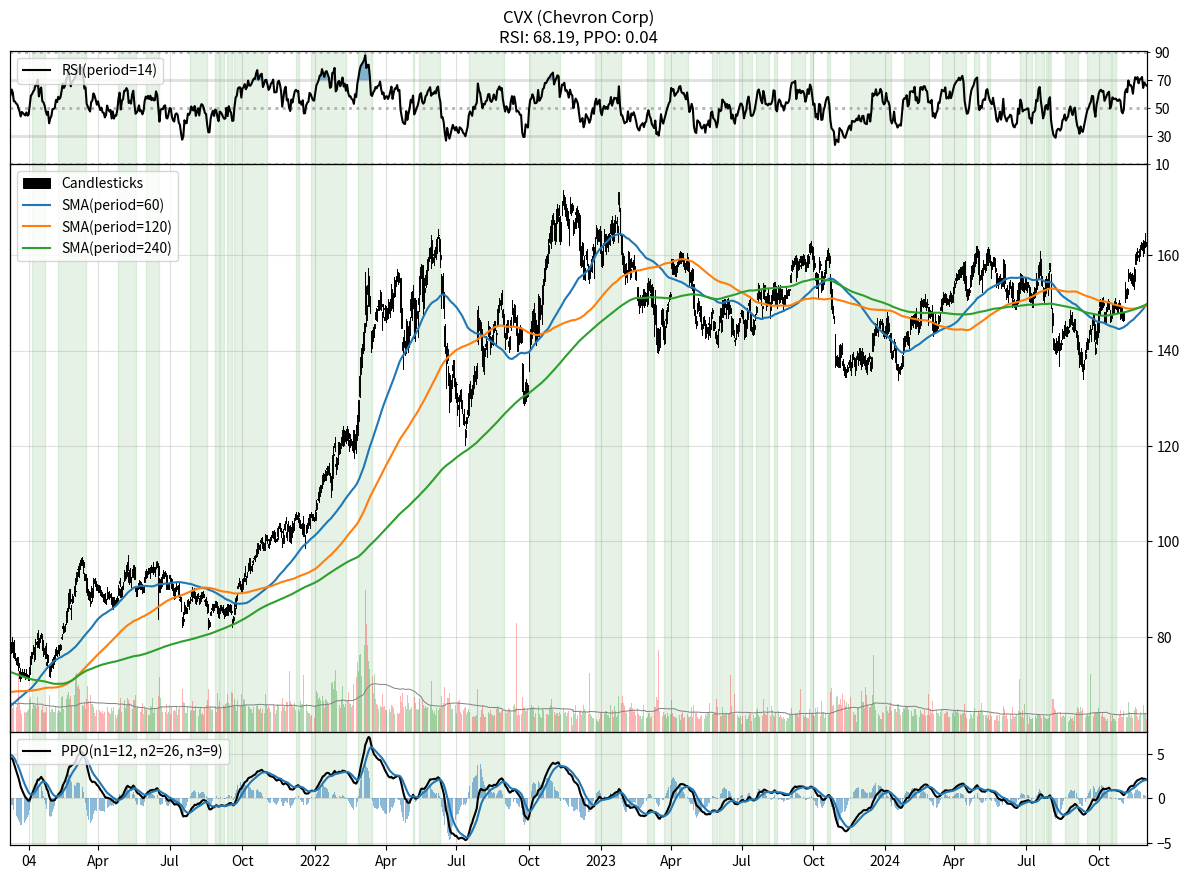 CVX (Chevron Corp)
RSI: 68.19, PPO: 0.04
RSI(period=14)
90
70
50
30
10
Candlesticks
SMA(period=60)
SMA(period=120)
SMA(period=240)
160
140
120
100
80
PPO(n1=12, n2=26, n3=9)
5
0
−5
04 Apr Jul Oct 2022 Apr Jul Oct 2023 Apr Jul Oct 2024 Apr Jul Oct